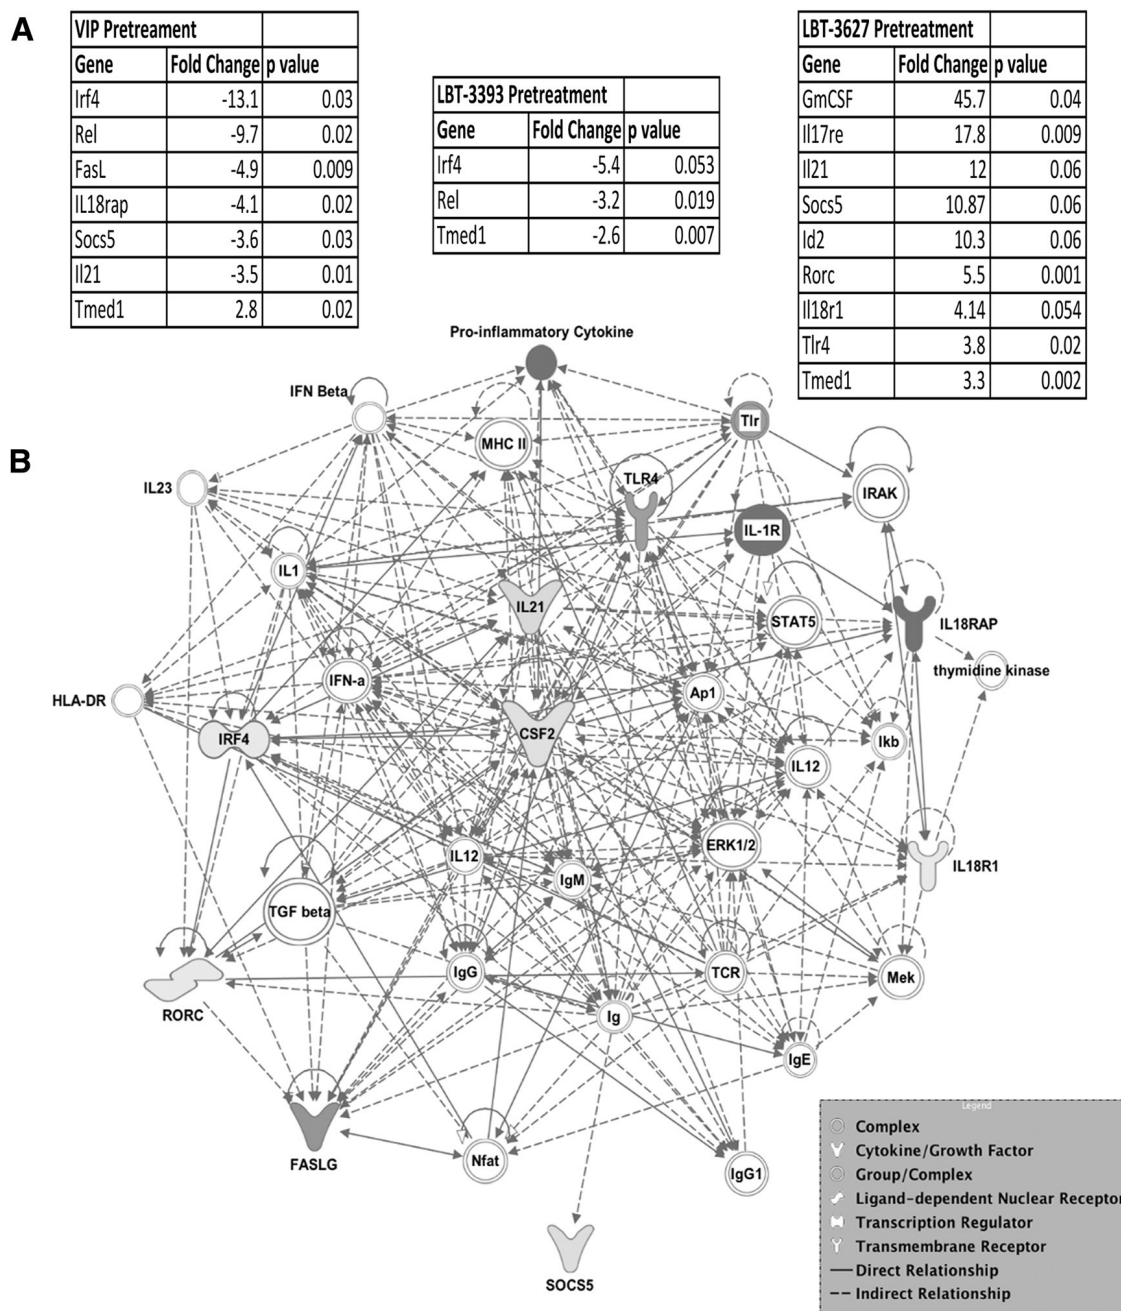 A
VIP Pretreament
Gene Fold Change p value
Irf4 -13.1 0.03
Rel -9.7 0.02
FasL -4.9 0.009
IL18rap -4.1 0.02
Socs5 -3.6 0.03
Il21 -3.5 0.01
Tmed1 2.8 0.02
LBT-3393 Pretreatment
Gene Fold Change p value
Irf4 -5.4 0.053
Rel -3.2 0.019
Tmed1 -2.6 0.007
LBT-3627 Pretreatment
Gene Fold Change p value
GmCSF 45.7 0.04
Il17re 17.8 0.009
Il21 12 0.06
Socs5 10.87 0.06
Id2 10.3 0.06
Rorc 5.5 0.001
Il18r1 4.14 0.054
Tlr4 3.8 0.02
Tmed1 3.3 0.002
B
Pro-inflammatory Cytokine
IFN Beta
Tlr
MHC II
IL23
TLR4
IRAK
IL-1R
IL1
IL21
STAT5
IL18RAP
thymidine kinase
IFN-a
Ap1
HLA-DR
IRF4
CSF2
Ikb
IL12
ERK1/2
IL12
IgM
IL18R1
TGF beta
IgG
TCR
Mek
RORC
Ig
IgE
FASLG
Nfat
IgG1
SOCS5
Legend
Complex
Cytokine/Growth Factor
Group/Complex
Ligand-dependent Nuclear Receptor
Transcription Regulator
Transmembrane Receptor
Direct Relationship
Indirect Relationship